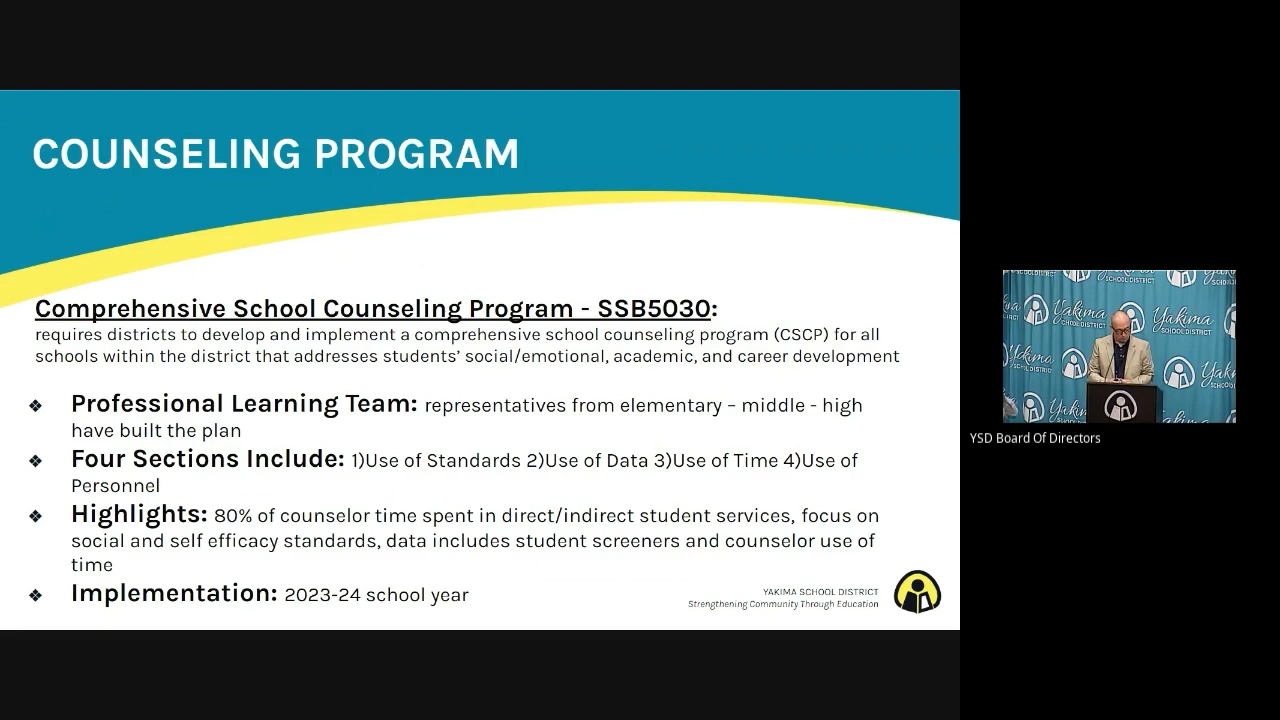 COUNSELING PROGRAM
Comprehensive School Counseling Program - SSB5030:
requires districts to develop and implement a comprehensive school counseling program (CSCP) for all
schools within the district that addresses students’ social/emotional, academic, and career development
❖ Professional Learning Team: representatives from elementary – middle - high
have built the plan
❖ Four Sections Include: 1)Use of Standards 2)Use of Data 3)Use of Time 4)Use of
Personnel
❖ Highlights: 80% of counselor time spent in direct/indirect student services, focus on
social and self efficacy standards, data includes student screeners and counselor use of
time
❖ Implementation: 2023-24 school year
YAKIMA SCHOOL DISTRICT
Strengthening Community Through Education
Yakima
SCHOOL DISTRICT
YSD Board Of Directors